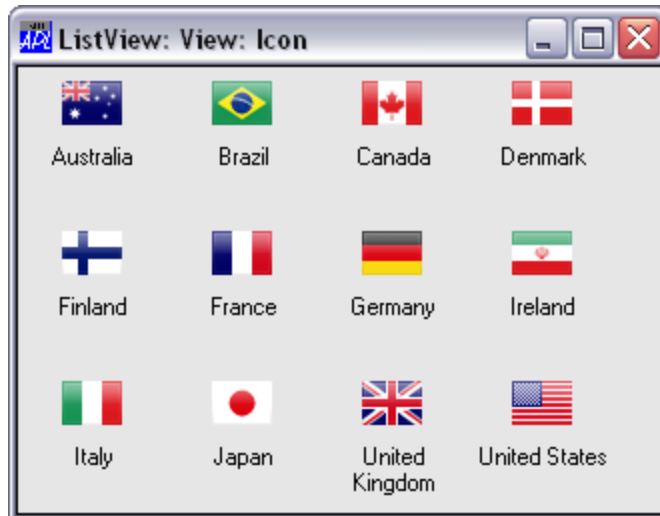 ListView: View: Icon
Australia Brazil Canada Denmark
Finland France Germany Ireland
Italy Japan United Kingdom United States